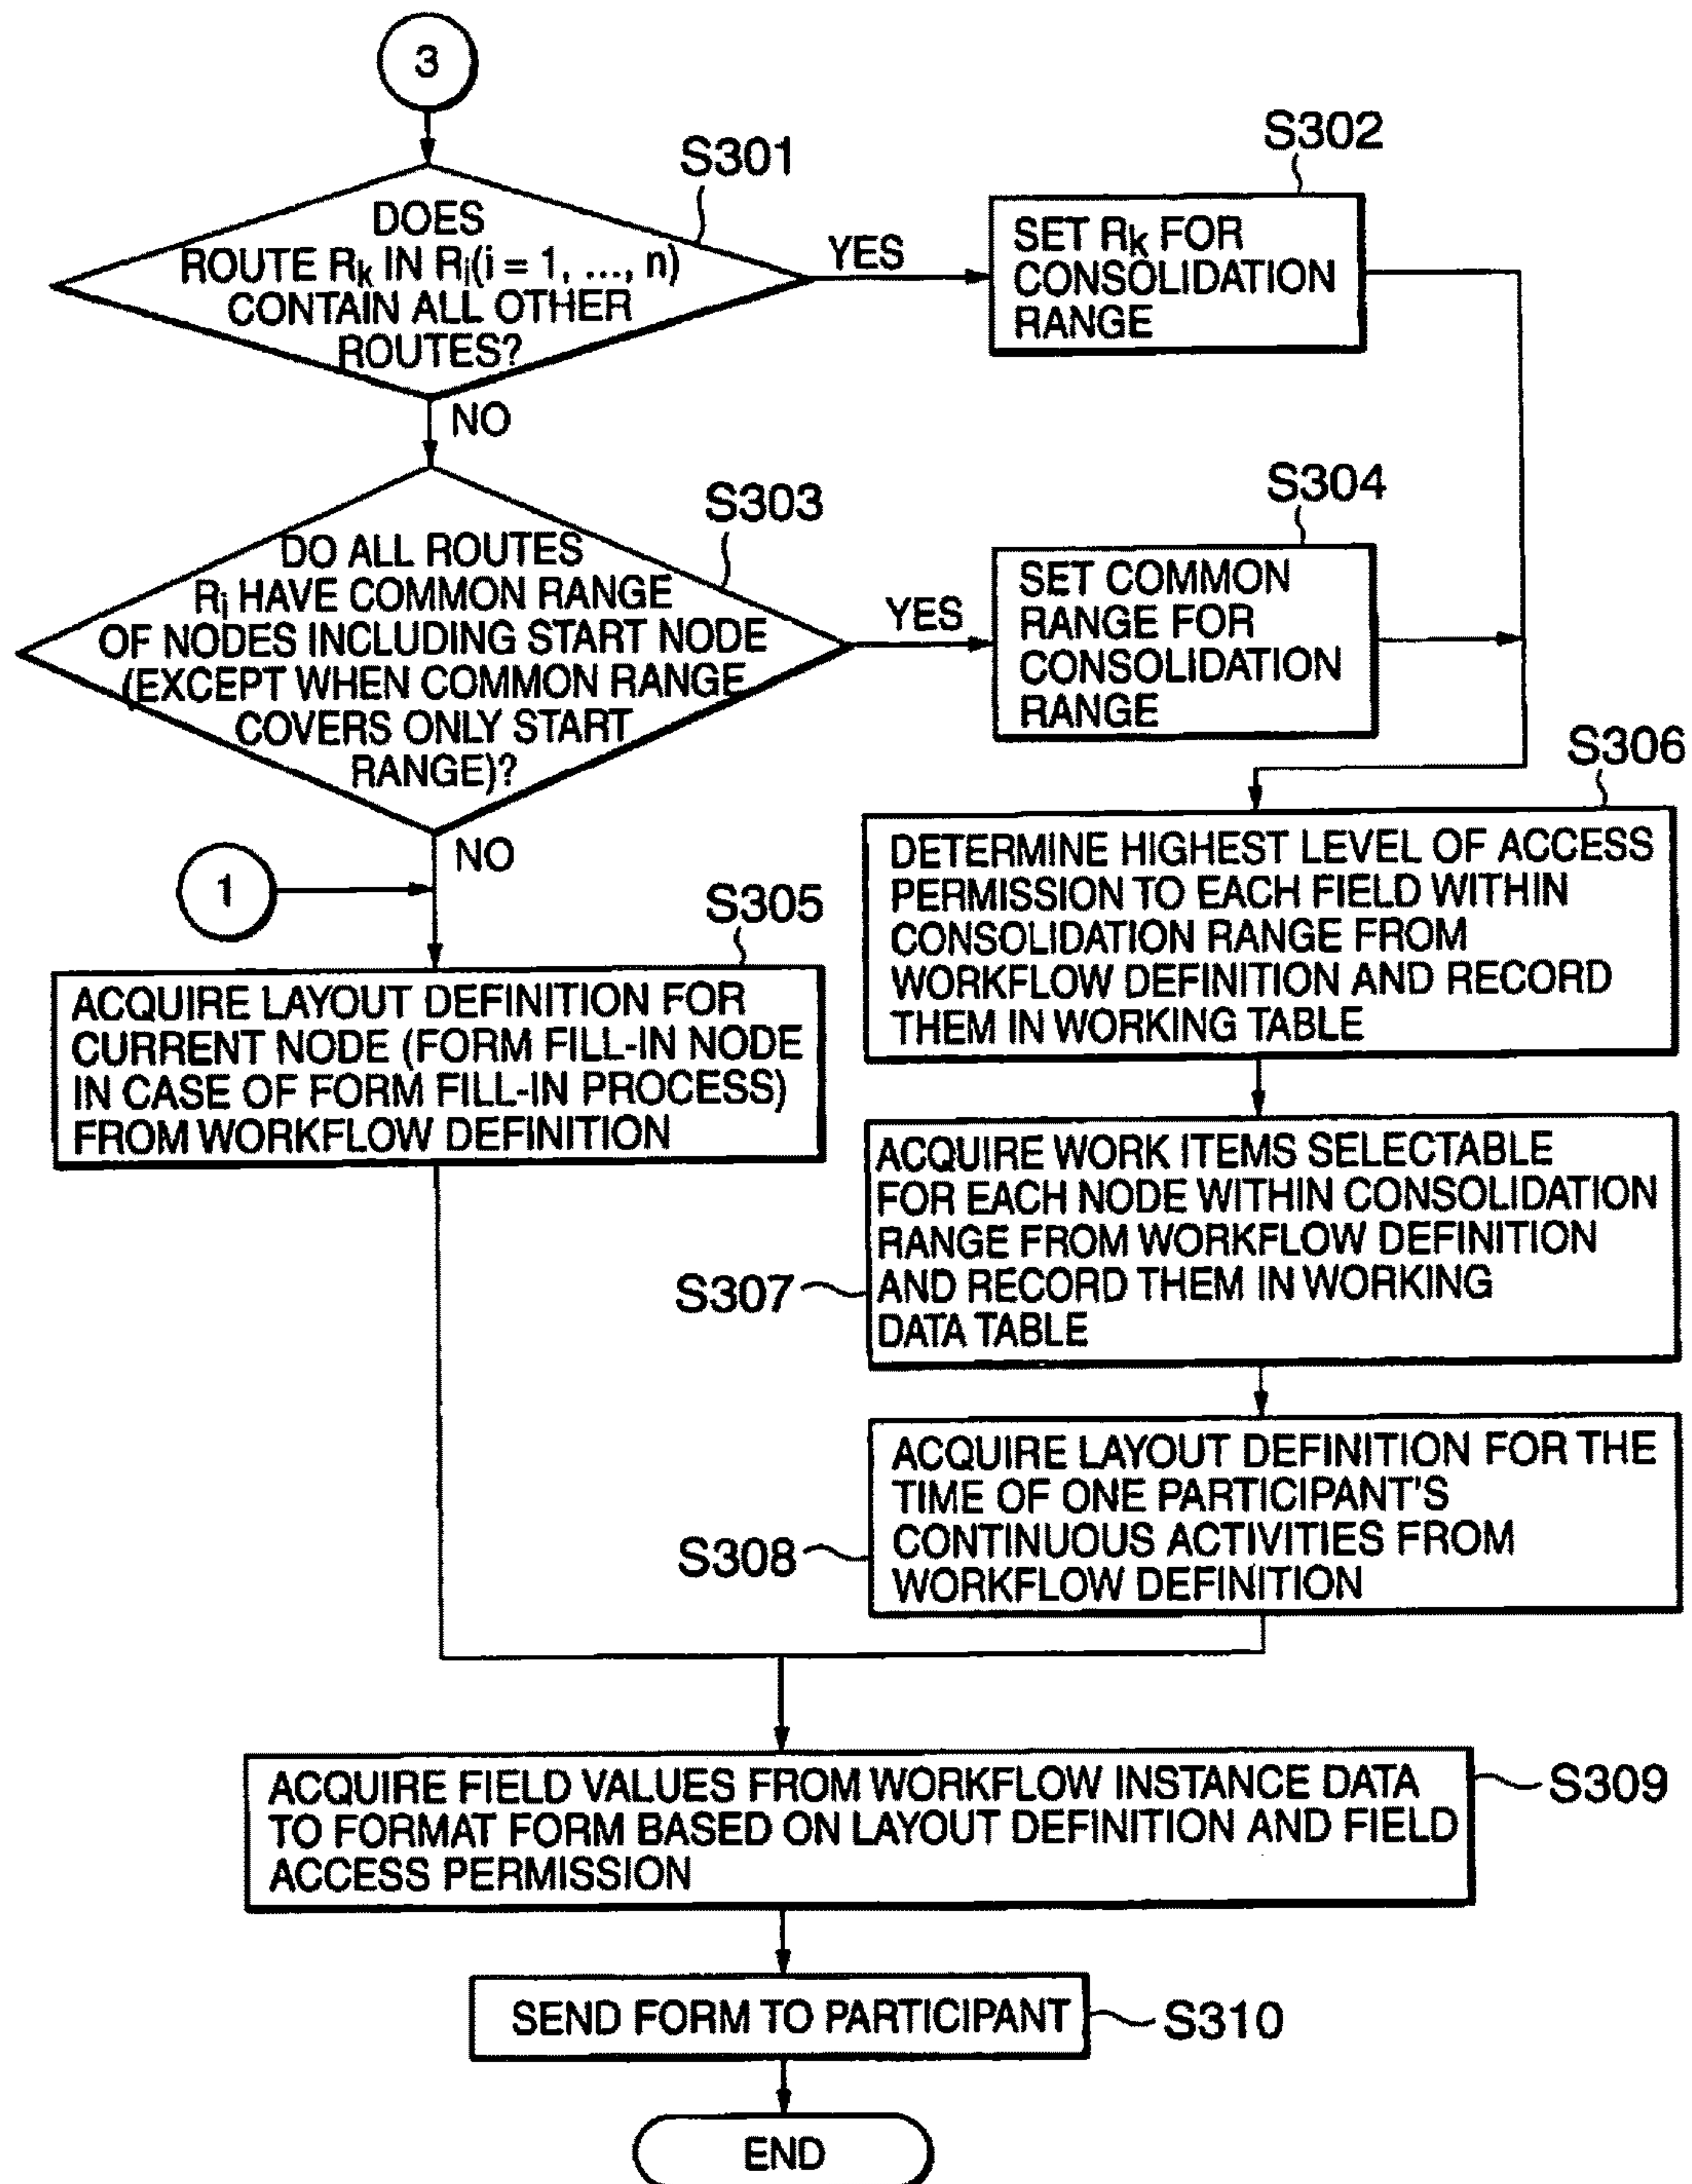 3
S301
DOES
ROUTE Rk IN Ri(i = 1, ..., n)
CONTAIN ALL OTHER
ROUTES?
YES
S302
SET Rk FOR
CONSOLIDATION
RANGE
NO
S303
DO ALL ROUTES
Ri HAVE COMMON RANGE
OF NODES INCLUDING START NODE
(EXCEPT WHEN COMMON RANGE
COVERS ONLY START
RANGE)?
YES
S304
SET COMMON
RANGE FOR
CONSOLIDATION
RANGE
NO
1
S305
ACQUIRE LAYOUT DEFINITION FOR
CURRENT NODE (FORM FILL-IN NODE
IN CASE OF FORM FILL-IN PROCESS)
FROM WORKFLOW DEFINITION
S306
DETERMINE HIGHEST LEVEL OF ACCESS
PERMISSION TO EACH FIELD WITHIN
CONSOLIDATION RANGE FROM
WORKFLOW DEFINITION AND RECORD
THEM IN WORKING TABLE
S307
ACQUIRE WORK ITEMS SELECTABLE
FOR EACH NODE WITHIN CONSOLIDATION
RANGE FROM WORKFLOW DEFINITION
AND RECORD THEM IN WORKING
DATA TABLE
S308
ACQUIRE LAYOUT DEFINITION FOR THE
TIME OF ONE PARTICIPANT'S
CONTINUOUS ACTIVITIES FROM
WORKFLOW DEFINITION
ACQUIRE FIELD VALUES FROM WORKFLOW INSTANCE DATA
TO FORMAT FORM BASED ON LAYOUT DEFINITION AND FIELD
ACCESS PERMISSION
S309
SEND FORM TO PARTICIPANT
S310
END